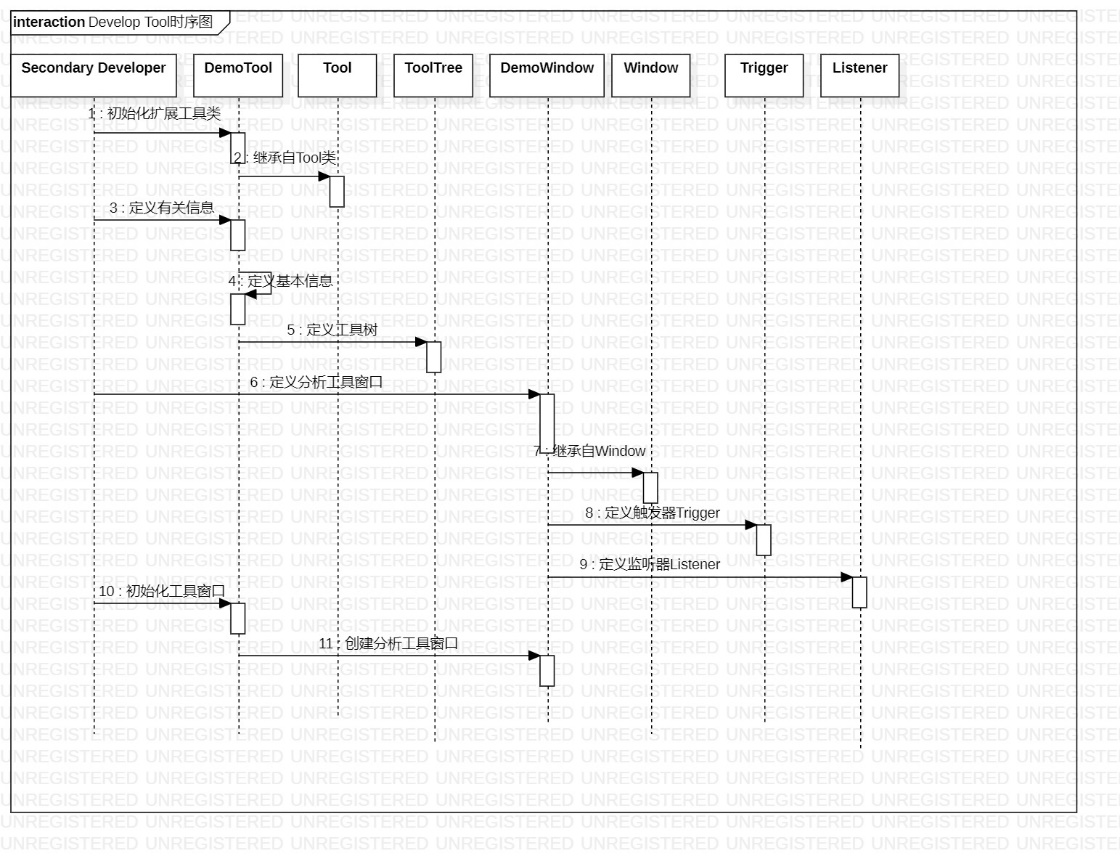 interaction Develop Tool时序图
Secondary Developer
DemoTool
Tool
ToolTree
DemoWindow
Window
Trigger
Listener
1 : 初始化扩展工具类
2 : 继承自Tool类
3 : 定义有关信息
4 : 定义基本信息
5 : 定义工具树
6 : 定义分析工具窗口
7 : 继承自Window
8 : 定义触发器Trigger
9 : 定义监听器Listener
10 : 初始化工具窗口
11 : 创建分析工具窗口
UNREGISTERED